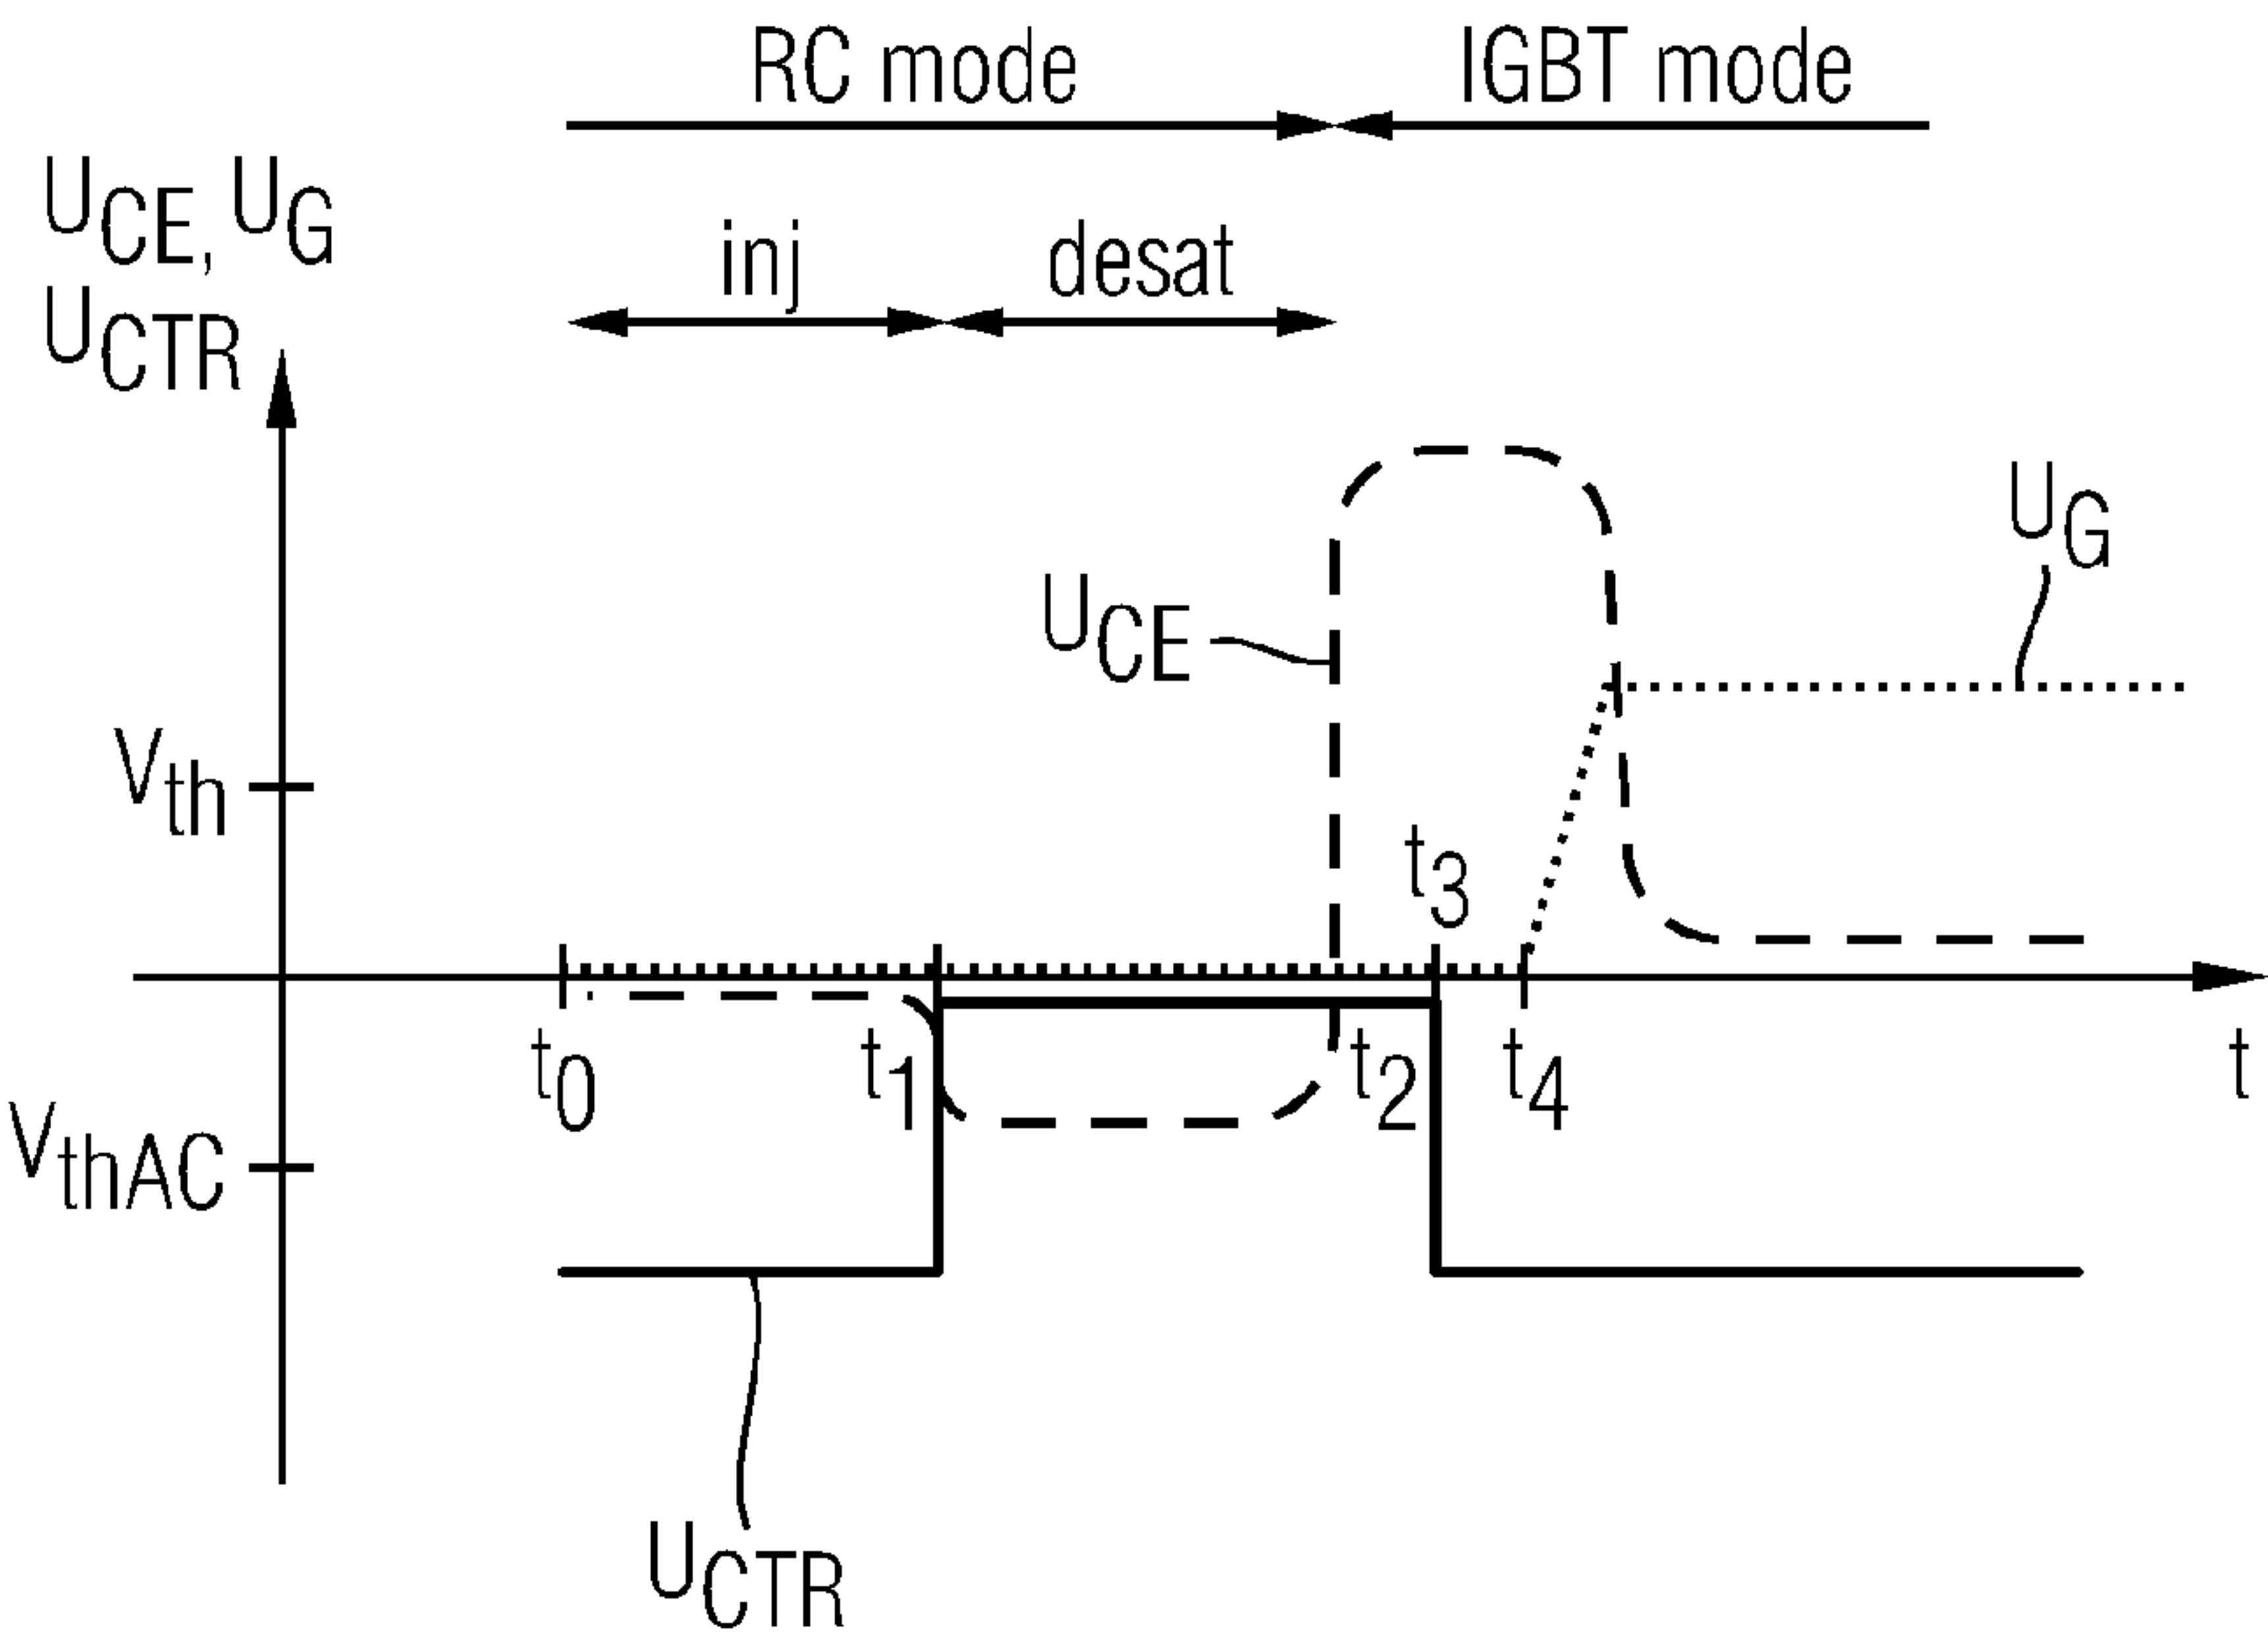 RC mode IGBT mode
UCE, UG
UCTR
inj desat
UG
UCE
Vth
t3
t0 t1 t2 t4 t
VthAC
UCTR